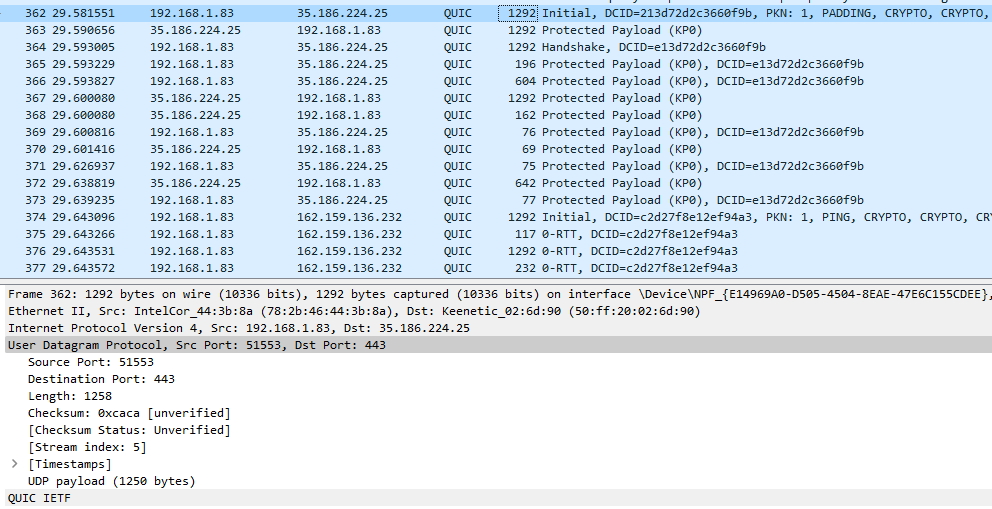 362 29.581551 192.168.1.83 35.186.224.25 QUIC 1292 Initial, DCID=213d72d2c3660f9b, PKN: 1, PADDING, CRYPTO, CRYPTO,
363 29.590656 35.186.224.25 192.168.1.83 QUIC 1292 Protected Payload (KP0)
364 29.593005 192.168.1.83 35.186.224.25 QUIC 1292 Handshake, DCID=e13d72d2c3660f9b
365 29.593229 192.168.1.83 35.186.224.25 QUIC 196 Protected Payload (KP0), DCID=e13d72d2c3660f9b
366 29.593827 192.168.1.83 35.186.224.25 QUIC 604 Protected Payload (KP0), DCID=e13d72d2c3660f9b
367 29.600080 35.186.224.25 192.168.1.83 QUIC 1292 Protected Payload (KP0)
368 29.600080 35.186.224.25 192.168.1.83 QUIC 162 Protected Payload (KP0)
369 29.600816 192.168.1.83 35.186.224.25 QUIC 76 Protected Payload (KP0), DCID=e13d72d2c3660f9b
370 29.601416 35.186.224.25 192.168.1.83 QUIC 69 Protected Payload (KP0)
371 29.626937 192.168.1.83 35.186.224.25 QUIC 75 Protected Payload (KP0), DCID=e13d72d2c3660f9b
372 29.638819 35.186.224.25 192.168.1.83 QUIC 642 Protected Payload (KP0)
373 29.639235 192.168.1.83 35.186.224.25 QUIC 77 Protected Payload (KP0), DCID=e13d72d2c3660f9b
374 29.643096 192.168.1.83 162.159.136.232 QUIC 1292 Initial, DCID=c2d27f8e12ef94a3, PKN: 1, PING, CRYPTO, CRYPTO, CR
375 29.643266 192.168.1.83 162.159.136.232 QUIC 117 0-RTT, DCID=c2d27f8e12ef94a3
376 29.643531 192.168.1.83 162.159.136.232 QUIC 1292 0-RTT, DCID=c2d27f8e12ef94a3
377 29.643572 192.168.1.83 162.159.136.232 QUIC 232 0-RTT, DCID=c2d27f8e12ef94a3
Frame 362: 1292 bytes on wire (10336 bits), 1292 bytes captured (10336 bits) on interface \Device\NPF_{E14969A0-D505-4504-8EAE-47E6C155CDEE},
Ethernet II, Src: IntelCor_44:3b:8a (78:2b:46:44:3b:8a), Dst: Keenetic_02:6d:90 (50:ff:20:02:6d:90)
Internet Protocol Version 4, Src: 192.168.1.83, Dst: 35.186.224.25
User Datagram Protocol, Src Port: 51553, Dst Port: 443
Source Port: 51553
Destination Port: 443
Length: 1258
Checksum: 0xcaca [unverified]
[Checksum Status: Unverified]
[Stream index: 5]
[Timestamps]
UDP payload (1250 bytes)
QUIC IETF